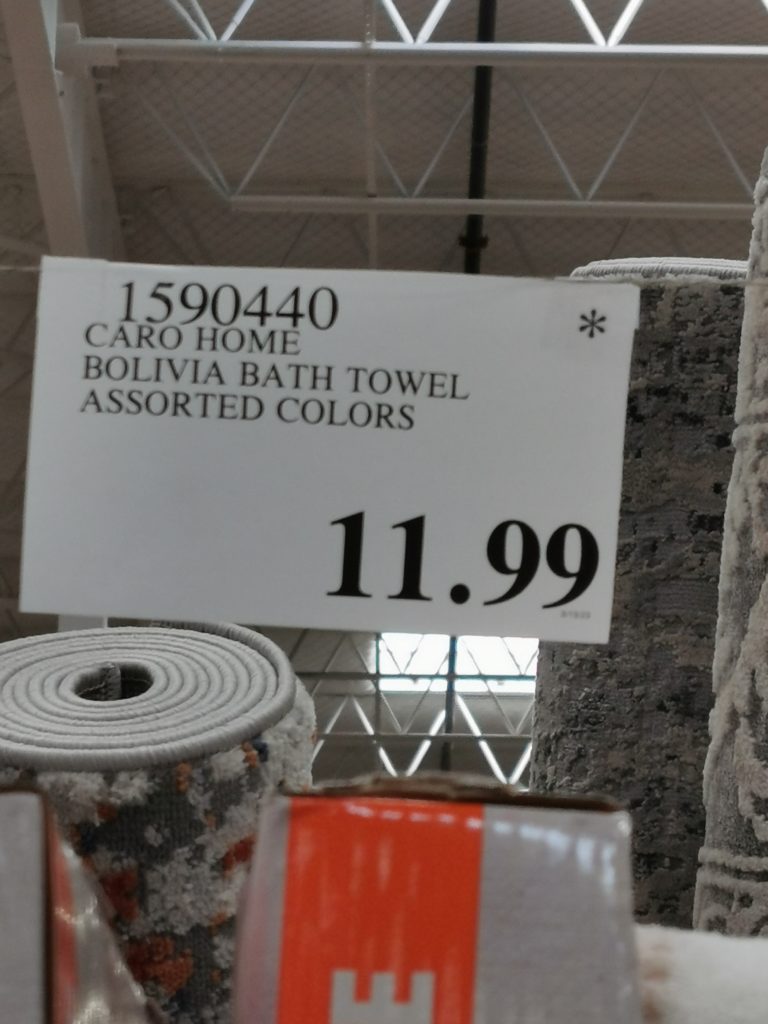 1590440
*
CARO HOME
BOLIVIA BATH TOWEL
ASSORTED COLORS
11.99